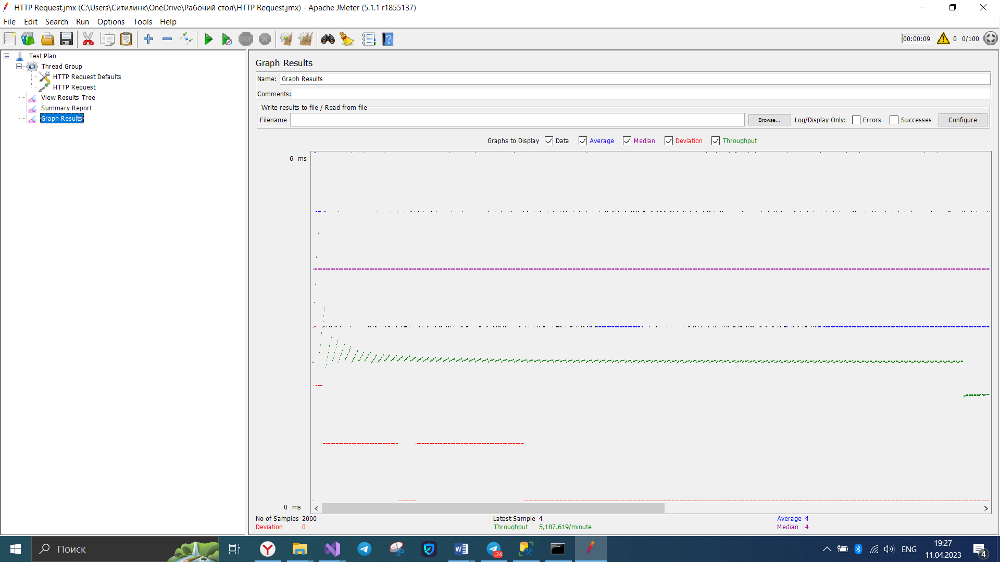 HTTP Request.jmx (C:\Users\Ситилинк\OneDrive\Рабочий стол\HTTP Request.jmx) - Apache JMeter (5.1.1 r1855137)
File Edit Search Run Options Tools Help
STOP
00:00:09 0 0/100
Test Plan
Thread Group
HTTP Request Defaults
HTTP Request
View Results Tree
Summary Report
Graph Results
Graph Results
Name: Graph Results
Comments:
Write results to file / Read from file
Filename Browse... Log/Display Only: Errors Successes Configure
Graphs to Display Data Average Median Deviation Throughput
6 ms
0 ms
No of Samples 2000 Latest Sample 4 Average 4
Deviation 0 Throughput 5,187.619/minute Median 4
Поиск
24
ENG
19:27
11.04.2023
4